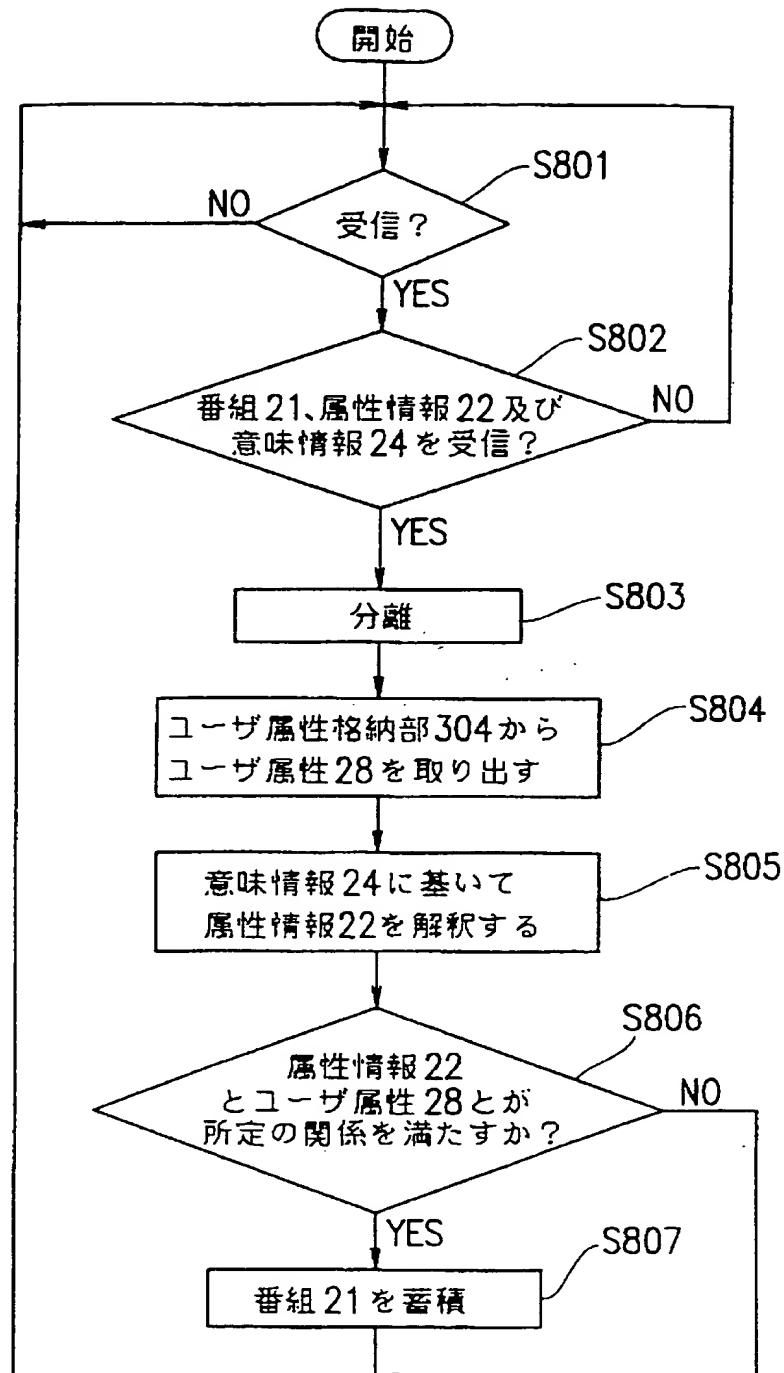 開始
S801
NO
受信?
YES
S802
番組21、属性情報22及び
意味情報24を受信?
NO
YES
S803
分離
S804
ユーザ属性格納部304から
ユーザ属性28を取り出す
S805
意味情報24に基いて
属性情報22を解釈する
S806
属性情報22
とユーザ属性28とが
所定の関係を満たすか?
NO
YES
S807
番組21を蓄積